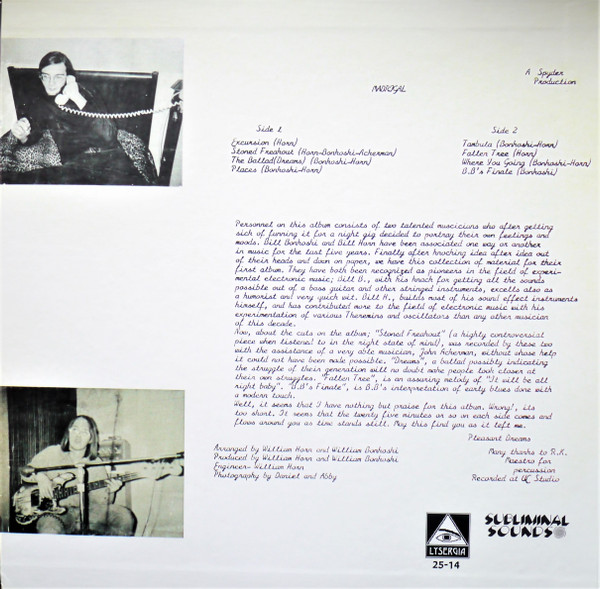 A Spyder
Production
MADRIGAL
Side 1
Excursion (Horn)
Stoned Freakout (Horn-Bonkoski-Ackerman)
The Ballad(Dreams) (Bonkoski-Horn)
Places (Bonkoski-Horn)
Side 2
Tambula (Bonkoski-Horn)
Fallen Tree (Horn)
Where You Going (Bonkoski-Horn)
B.B's Finale (Bonkoski)
Personnel on this album consists of two talented musiciuns who after getting
sick of funning it for a night gig decided to portray their own feelings and
moods. Bill Bonkoski and Bill Horn have been associated one way or another
in music for the last five years. Finally after knocking idea after idea out
of their heads and down on paper, we have this collection of material for their
first album. They have both been recognized as pioneers in the field of experi-
mental electronic music; Bill B., with his knack for getting all the sounds
possible out of a bass guitar and other stringed instruments, excells also as
a humorist and very quick wit. Bill H., builds most of his sound effect instruments
himself, and has contributed more to the field of electronic music with his
experimentation of various Theremins and oscillators than any other musician
of this decade.
Now, about the cuts on the album; "Stoned Freakout" (a highly controversial
piece when listened to in the right state of mind), was recorded by these two
with the assistance of a very able musician, John Ackerman, without whose help
it could not have been made possible. "Dreams", a ballad possibly indicating
the struggle of their generation will no doubt make people look closer at
their own struggles. "Fallen Tree", is an assuring melody of "It will be all
right baby". "B.B's Finale", is B.B's interpretation of early blues done with
a modern touch.
Well, it seems that I have nothing but praise for this album. Wrong!, its
too short. It seems that the twenty five minutes or so on each side comes and
flows around you as time stands still. May this find you as it left me.
Pleasant Dreams
Arranged by William Horn and William Bonkoski
Produced by William Horn and William Bonkoski
Engineer- William Horn
Photography by Daniel and Abby
Many thanks to R.K.
Maestro for
percussion
Recorded at UC Studio
LYSERGIA
25-14
SUBLIMINAL
SOUNDS